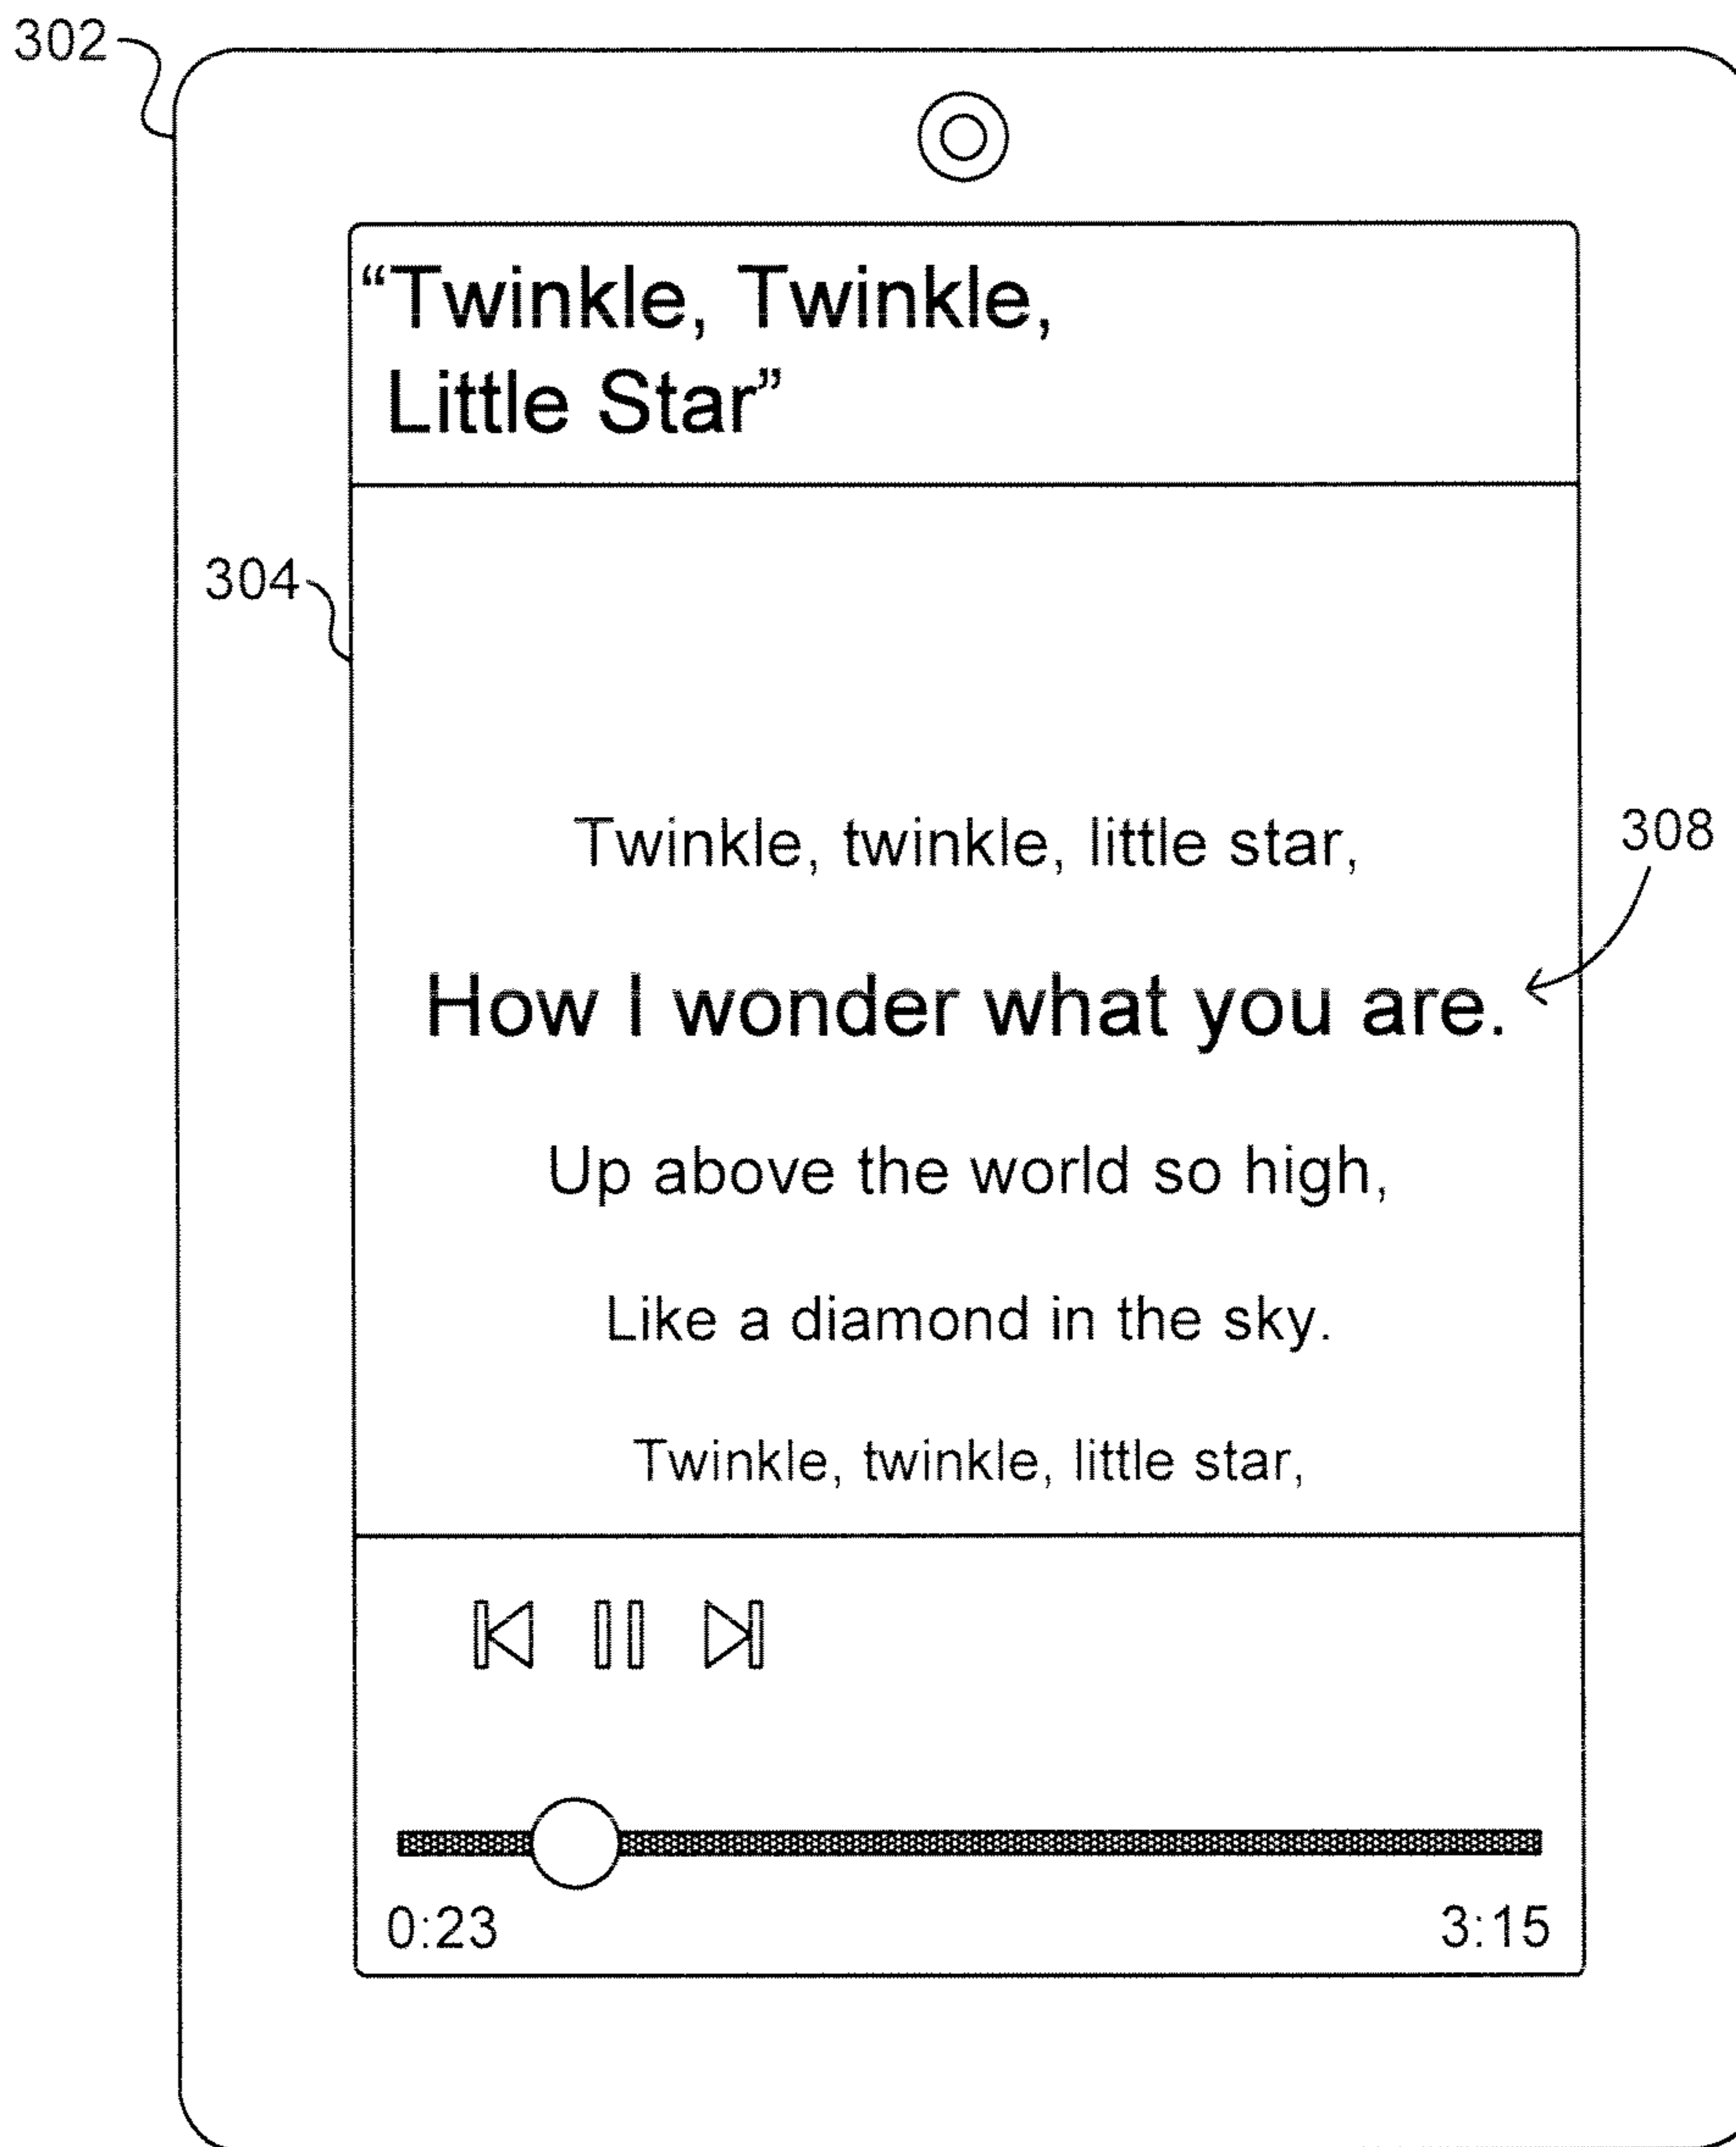 302
“Twinkle, Twinkle,
Little Star”
304
Twinkle, twinkle, little star,
308
How I wonder what you are.
Up above the world so high,
Like a diamond in the sky.
Twinkle, twinkle, little star,
0:23 3:15